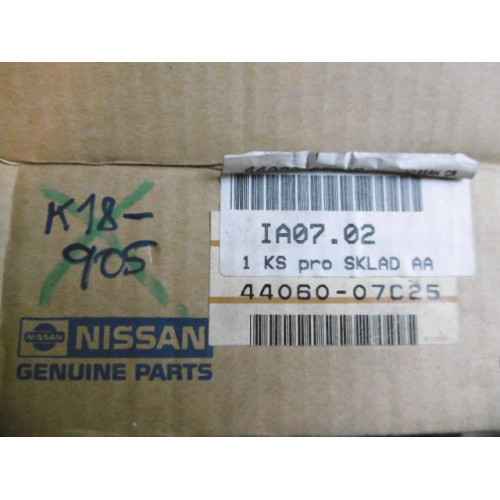 K18-
905
IA07.02
1 KS pro SKLAD AA
44060-07C25
NISSAN
NISSAN
GENUINE PARTS